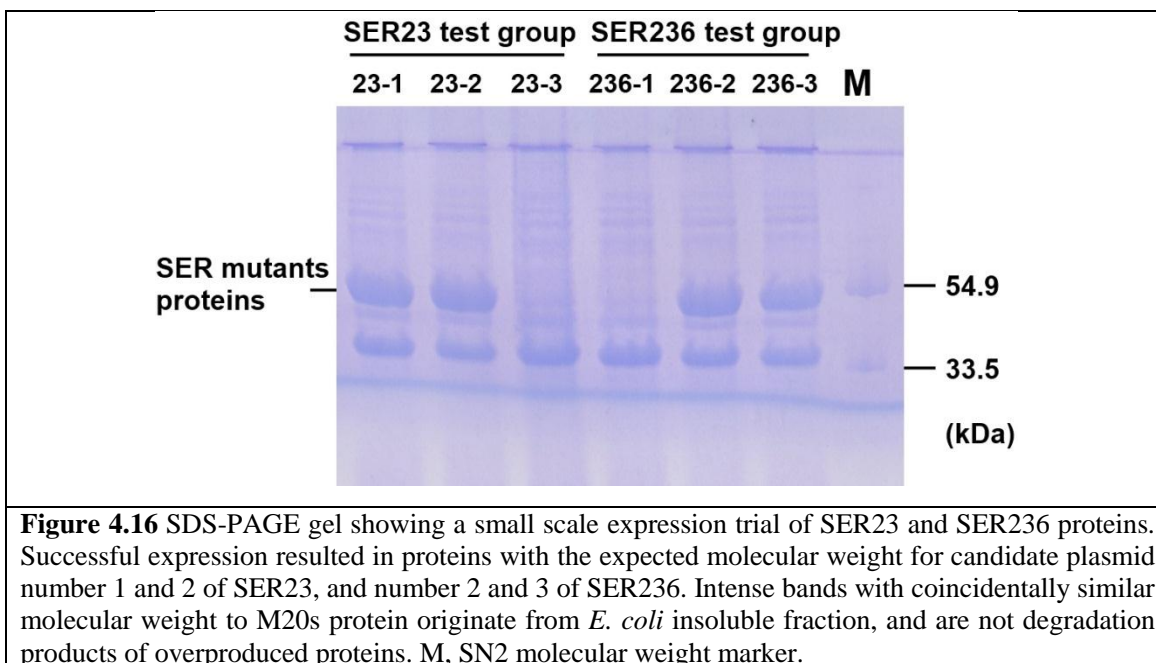 SER23 test group SER236 test group
23-1 23-2 23-3 236-1 236-2 236-3 M
SER mutants
proteins
54.9
33.5
(kDa)
Figure 4.16 SDS-PAGE gel showing a small scale expression trial of SER23 and SER236 proteins.
Successful expression resulted in proteins with the expected molecular weight for candidate plasmid
number 1 and 2 of SER23, and number 2 and 3 of SER236. Intense bands with coincidentally similar
molecular weight to M20s protein originate from E. coli insoluble fraction, and are not degradation
products of overproduced proteins. M, SN2 molecular weight marker.